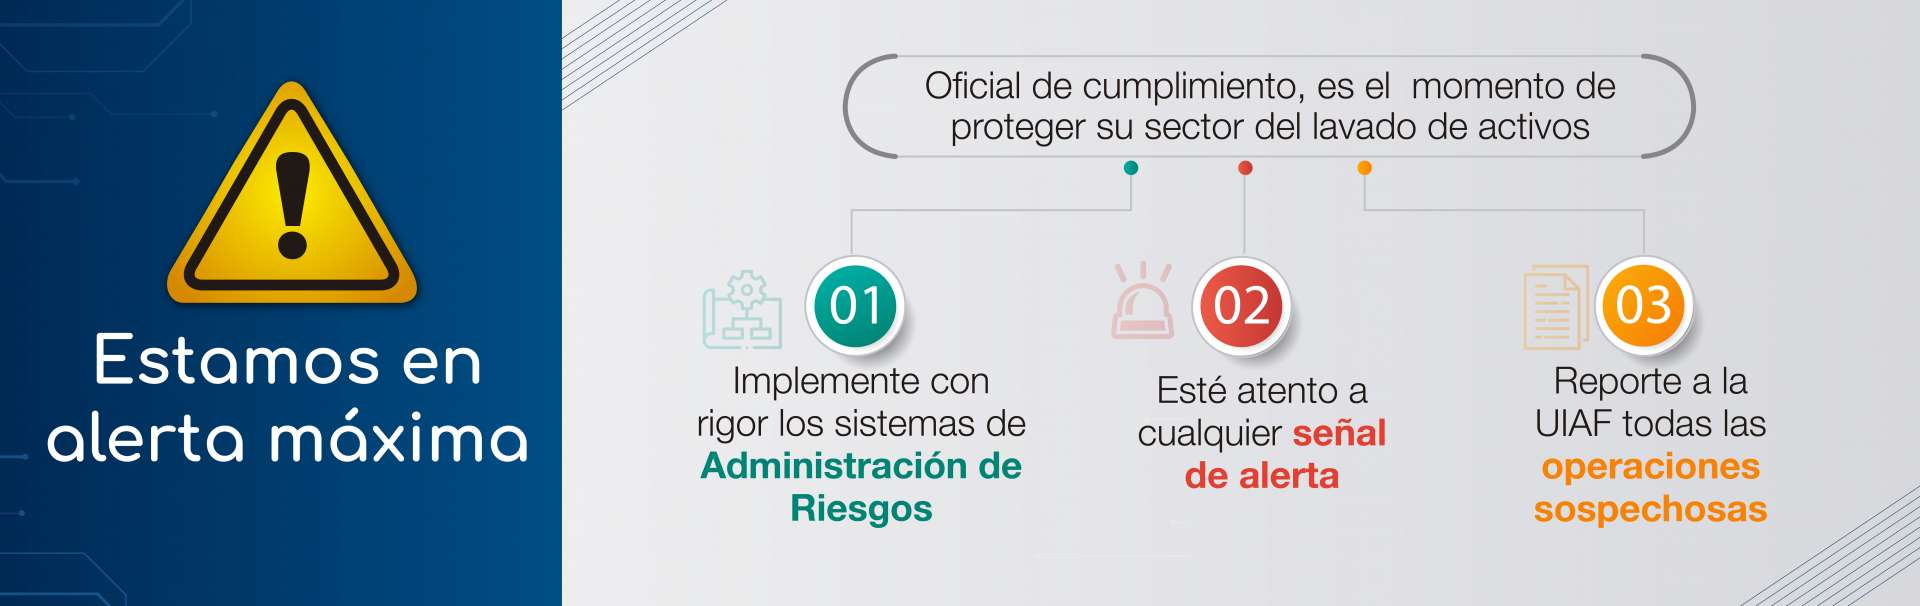 Estamos en
alerta máxima
Oficial de cumplimiento, es el momento de
proteger su sector del lavado de activos
01
Implemente con
rigor los sistemas de
Administración de
Riesgos
02
Esté atento a
cualquier señal
de alerta
03
Reporte a la
UIAF todas las
operaciones
sospechosas